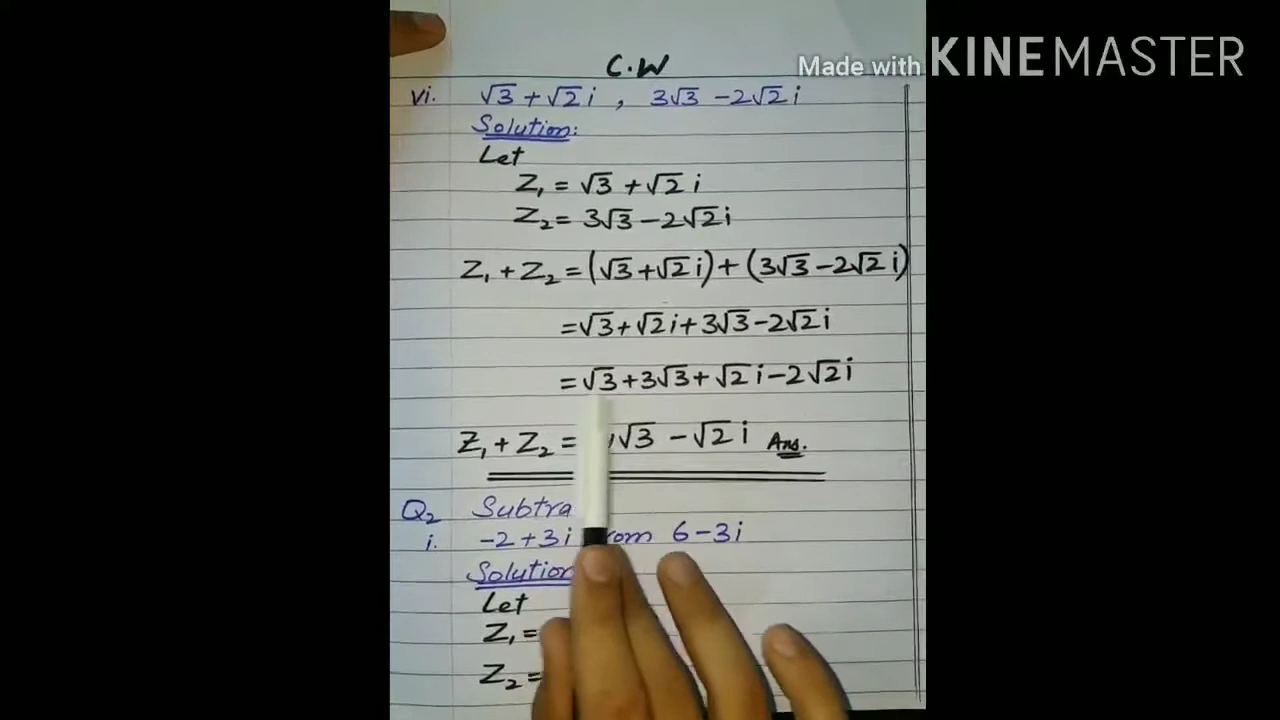 C.W
Made with KINEMASTER
vi. √3 + √2 i , 3√3 - 2√2 i
Solution:
Let
Z₁ = √3 + √2 i
Z₂ = 3√3 - 2√2 i
Z₁ + Z₂ = (√3 + √2 i) + (3√3 - 2√2 i)
= √3 + √2 i + 3√3 - 2√2 i
= √3 + 3√3 + √2 i - 2√2 i
Z₁ + Z₂ = √3 - √2 i Ans.
Q₂ Subtra
i. -2 + 3i rom 6 - 3i
Solution
Let
Z₁ =
Z₂ =